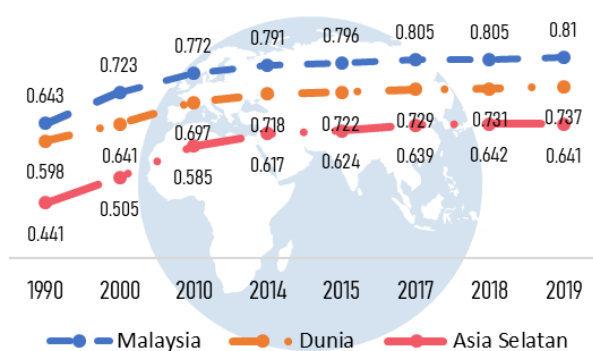 0.643 0.723 0.772 0.791 0.796 0.805 0.805 0.81
0.598 0.641 0.697 0.718 0.722 0.729 0.731 0.737
0.441 0.505 0.585 0.617 0.624 0.639 0.642 0.641
1990 2000 2010 2014 2015 2017 2018 2019
Malaysia Dunia Asia Selatan